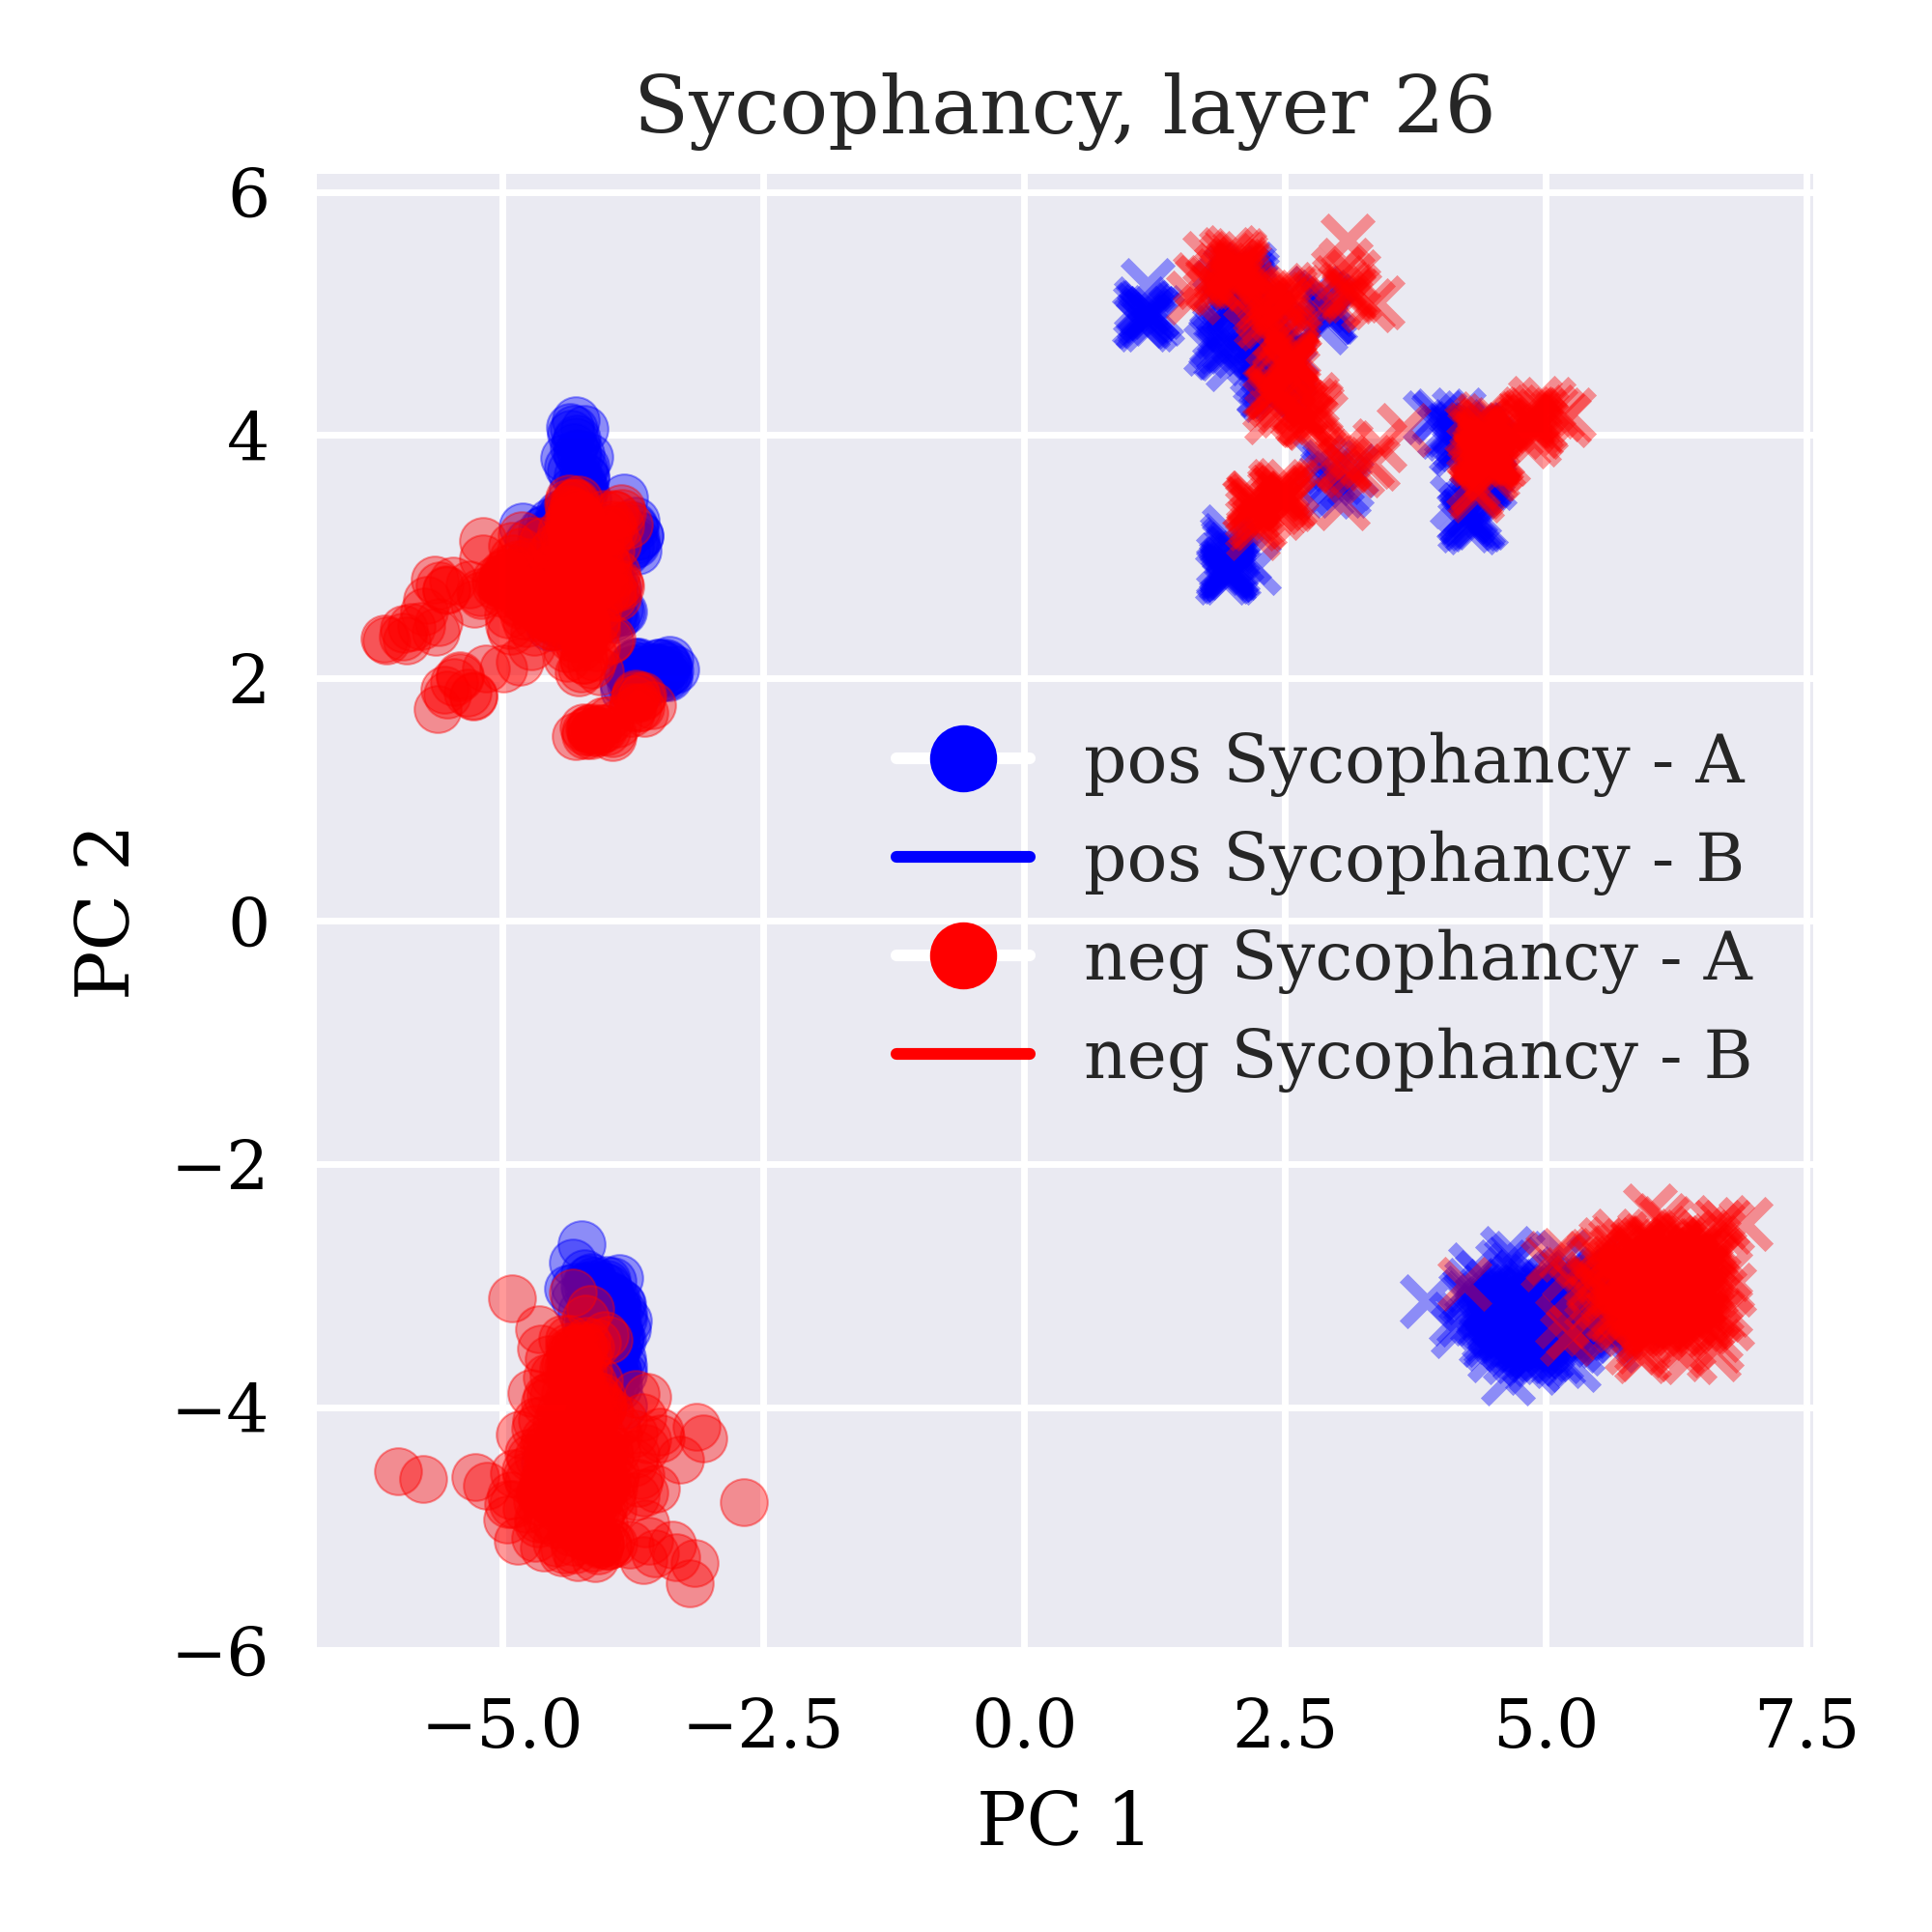 Sycophancy, layer 26
6
4
2
0
−2
−4
−6
PC 2
pos Sycophancy - A
pos Sycophancy - B
neg Sycophancy - A
neg Sycophancy - B
−5.0 −2.5 0.0 2.5 5.0 7.5
PC 1